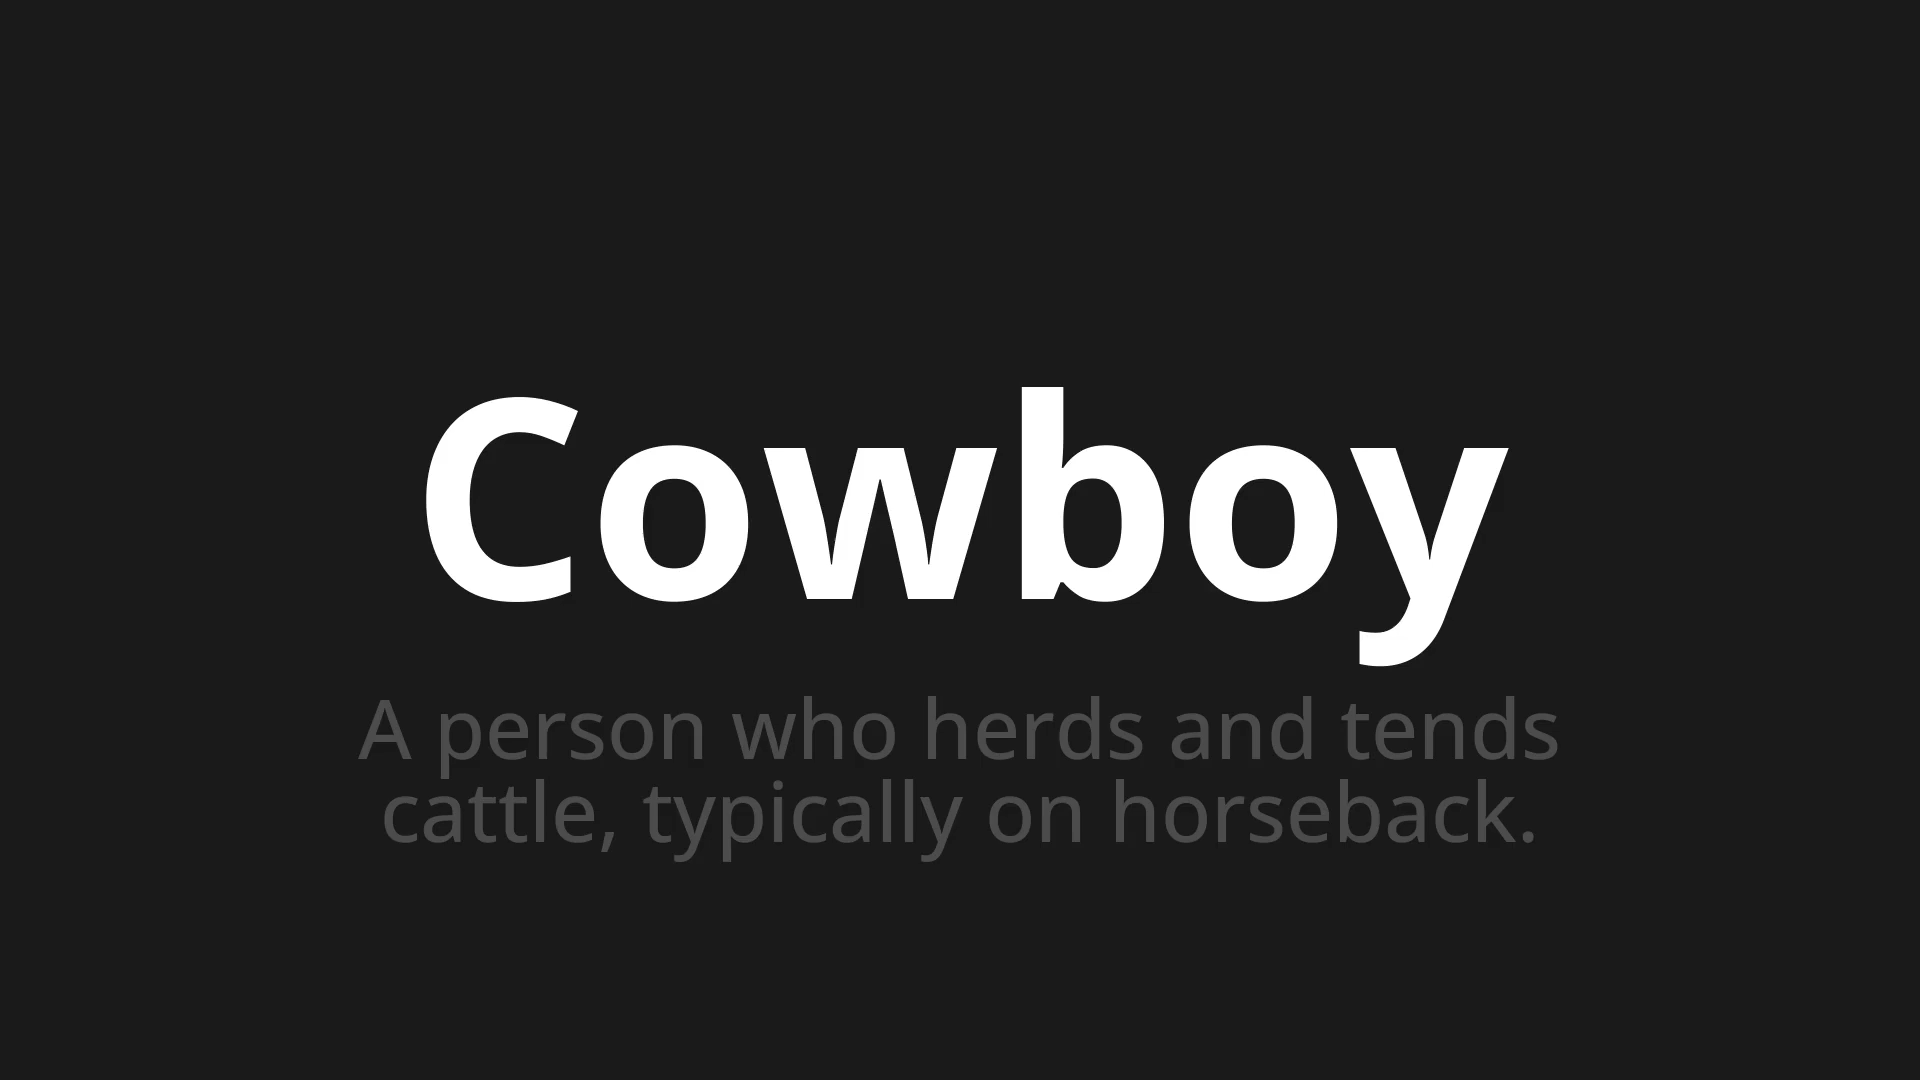 Cowboy
A person who herds and tends
cattle, typically on horseback.